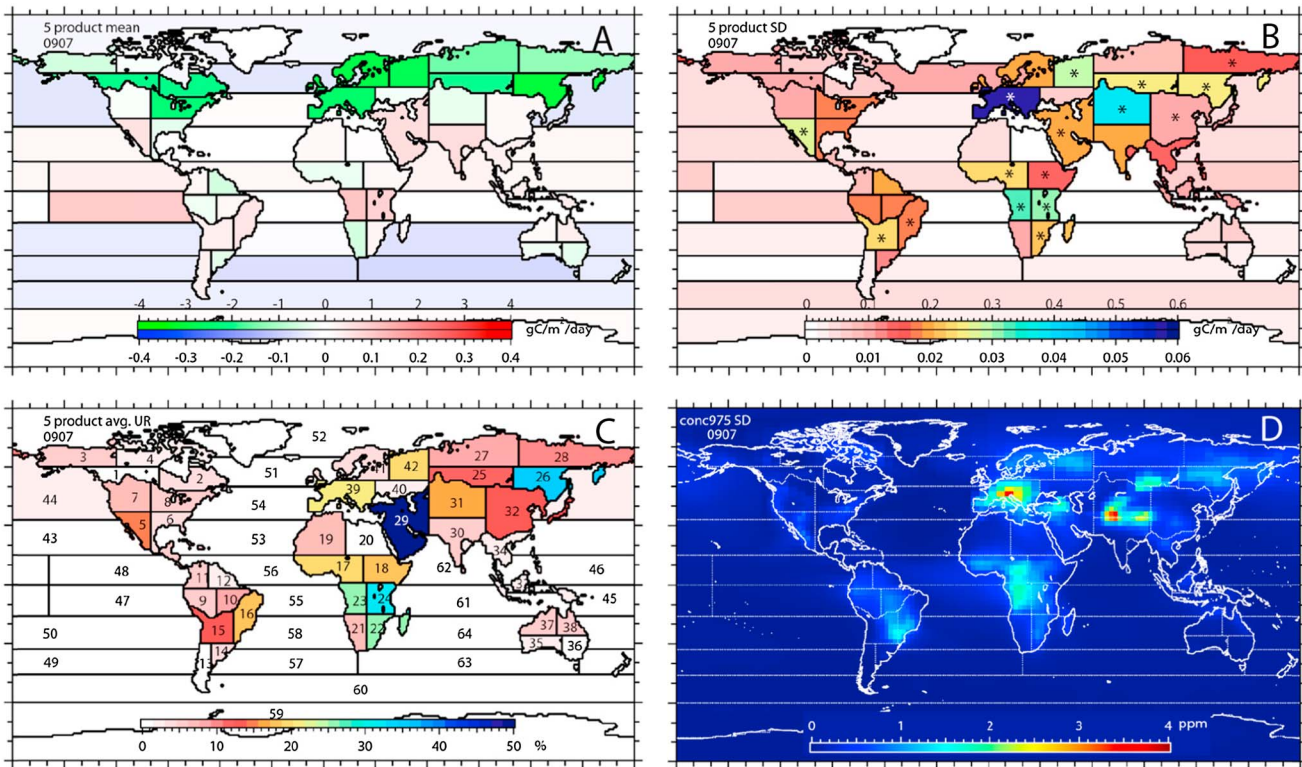 5 product mean
0907
A
-4 -3 -2 -1 0 1 2 3 4
gC/m²/day
-0.4 -0.3 -0.2 -0.1 0 0.1 0.2 0.3 0.4
5 product SD
0907
B
* * * * * * * * * * * * * * *
0 0.1 0.2 0.3 0.4 0.5 0.6
gC/m²/day
0 0.01 0.02 0.03 0.04 0.05 0.06
5 product avg. UR
0907
C
52
3 4 27 28
1 2 51 42 25 26
44 7 8 54 39 40 31
5 6 29 32
43 53 19 20 30
34
48 56 17 18 62 46
11 12
47 9 10 55 23 24 61 45
16
50 15 58 21 22 64 37 38
35 36
49 13 14 57 63
60
59
0 10 20 30 40 50 %
conc975 SD
0907
D
0 1 2 3 4 ppm